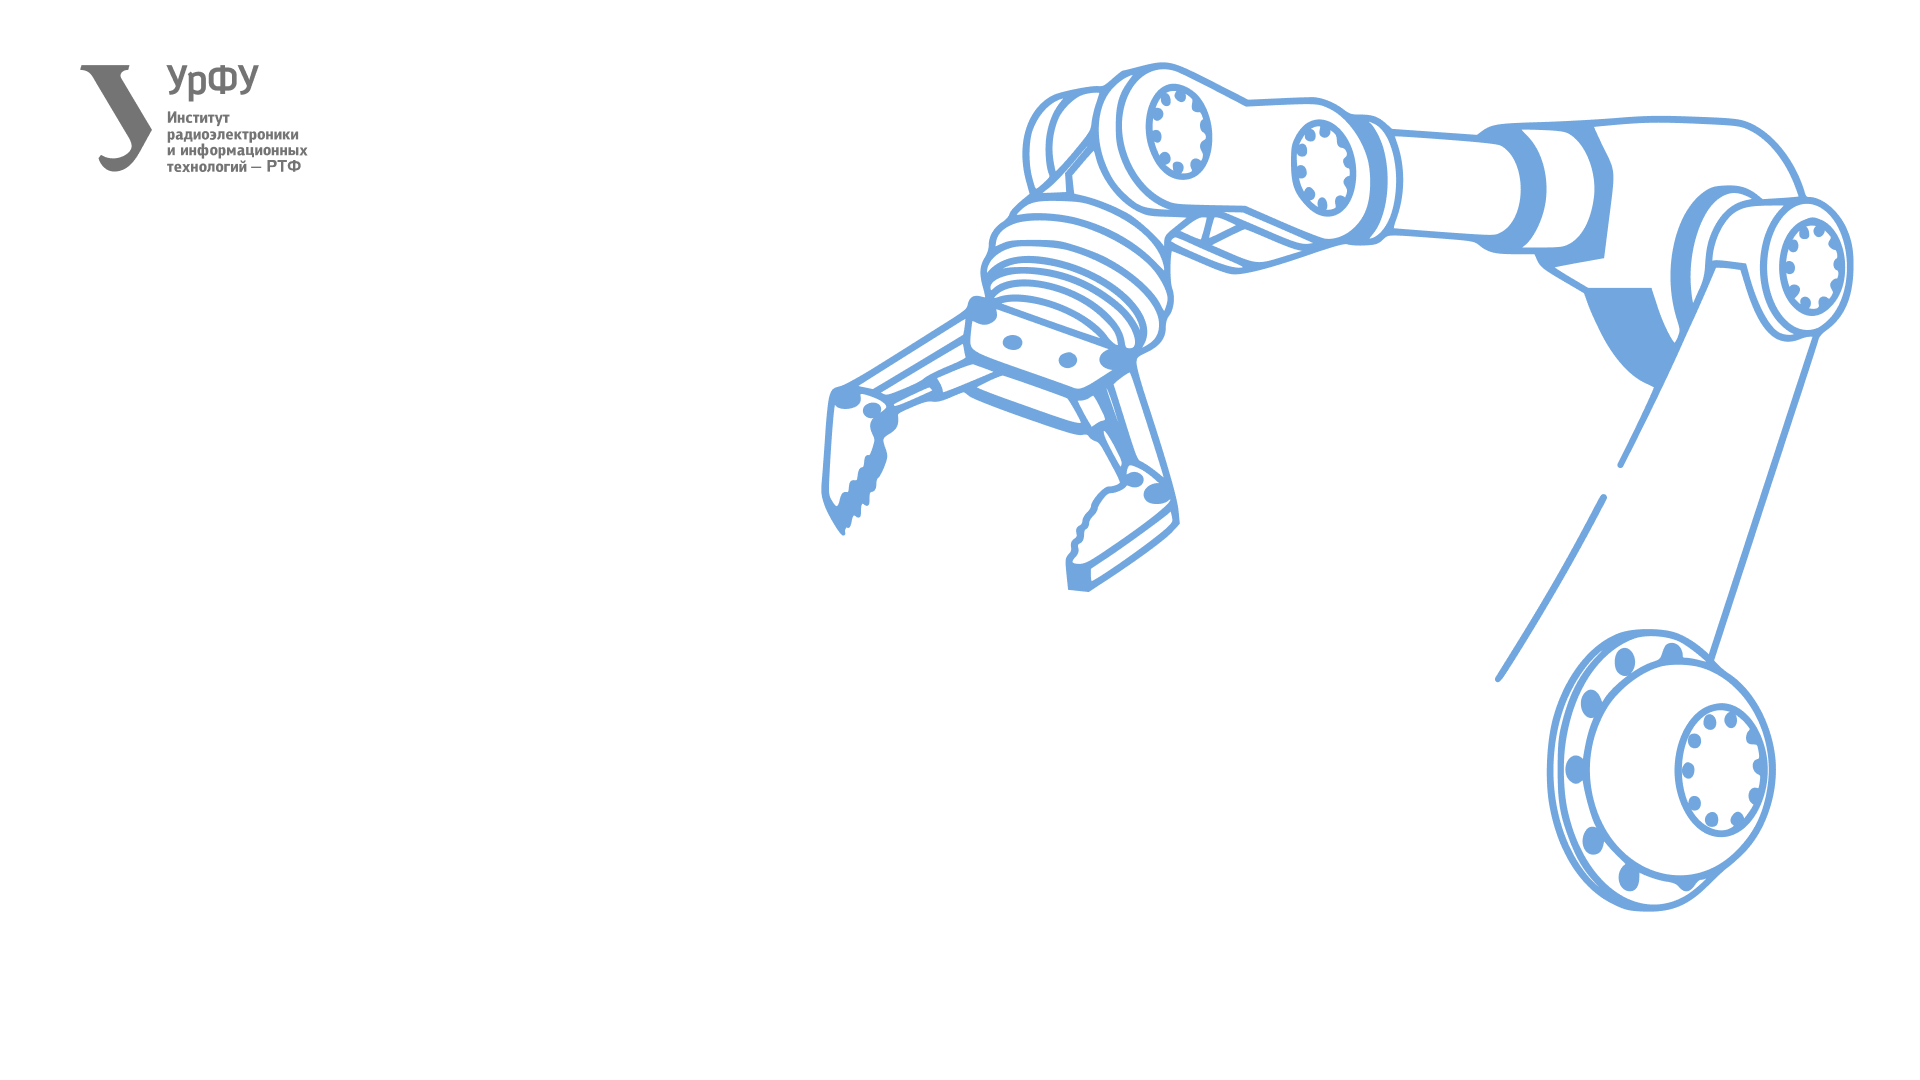 УрФУ
Институт
радиоэлектроники
и информационных
технологий – РТФ